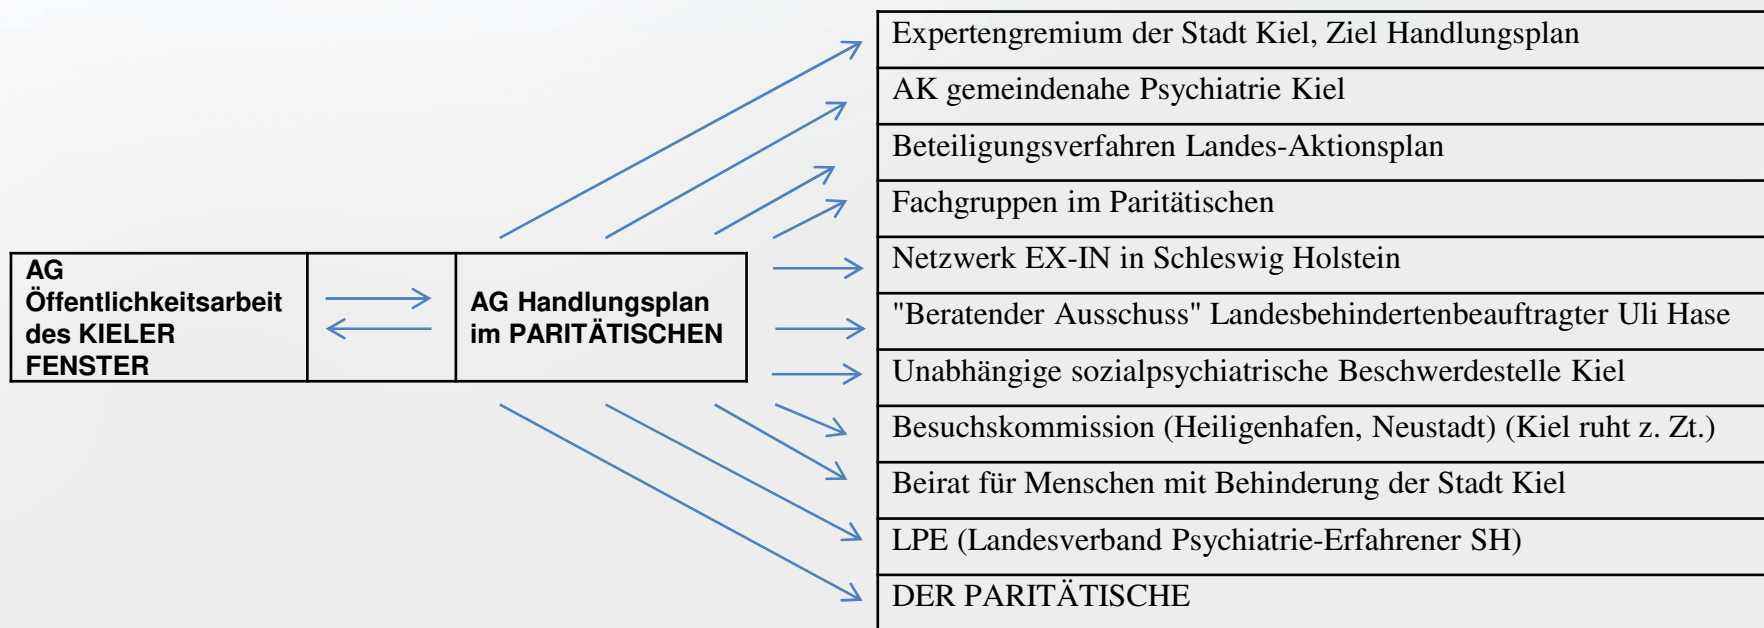 Expertengremium der Stadt Kiel, Ziel Handlungsplan
AK gemeindenahe Psychiatrie Kiel
Beteiligungsverfahren Landes-Aktionsplan
Fachgruppen im Paritätischen
Netzwerk EX-IN in Schleswig Holstein
"Beratender Ausschuss" Landesbehindertenbeauftragter Uli Hase
Unabhängige sozialpsychiatrische Beschwerdestelle Kiel
Besuchskommission (Heiligenhafen, Neustadt) (Kiel ruht z. Zt.)
Beirat für Menschen mit Behinderung der Stadt Kiel
LPE (Landesverband Psychiatrie-Erfahrener SH)
DER PARITÄTISCHE
AG
Öffentlichkeitsarbeit
des KIELER
FENSTER
AG Handlungsplan
im PARITÄTISCHEN